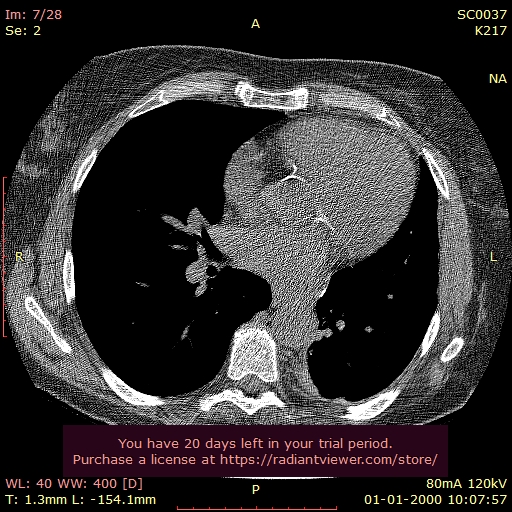 Im: 7/28
Se: 2
A
SC0037
K217
NA
R
L
You have 20 days left in your trial period.
Purchase a license at https://radiantviewer.com/store/
WL: 40 WW: 400 [D]
T: 1.3mm L: -154.1mm
P
80mA 120kV
01-01-2000 10:07:57